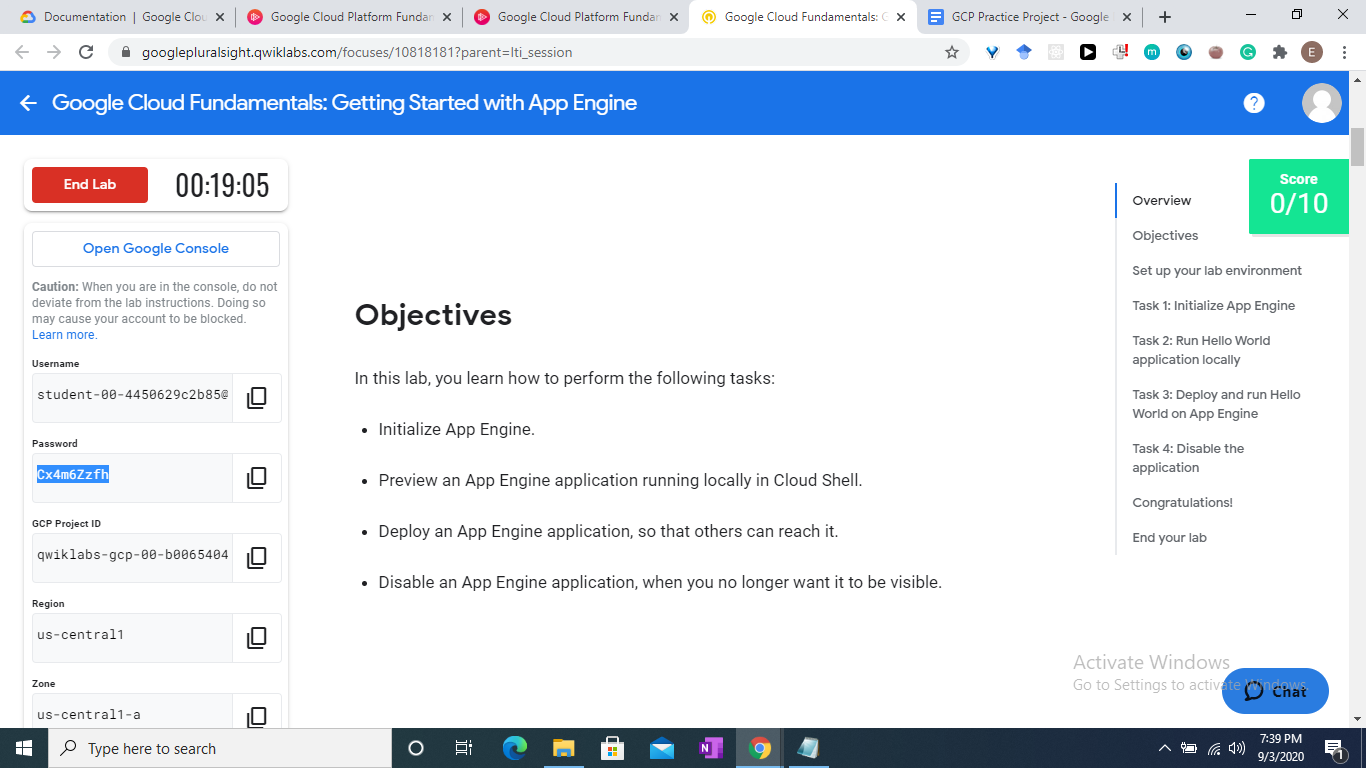 Documentation | Google Clou
Google Cloud Platform Fundar
Google Cloud Platform Fundar
Google Cloud Fundamentals: G
GCP Practice Project - Google
googlepluralsight.qwiklabs.com/focuses/10818181?parent=lti_session
E
Google Cloud Fundamentals: Getting Started with App Engine
End Lab
00:19:05
Open Google Console
Caution: When you are in the console, do not
deviate from the lab instructions. Doing so
may cause your account to be blocked.
Learn more.
Username
student-00-4450629c2b85@
Password
Cx4m6Zzfh
GCP Project ID
qwiklabs-gcp-00-b0065404
Region
us-central1
Zone
us-central1-a
Objectives
In this lab, you learn how to perform the following tasks:
• Initialize App Engine.
• Preview an App Engine application running locally in Cloud Shell.
• Deploy an App Engine application, so that others can reach it.
• Disable an App Engine application, when you no longer want it to be visible.
Overview
Objectives
Set up your lab environment
Task 1: Initialize App Engine
Task 2: Run Hello World
application locally
Task 3: Deploy and run Hello
World on App Engine
Task 4: Disable the
application
Congratulations!
End your lab
Score
0/10
Activate Windows
Go to Settings to activate Windows.
Chat
Type here to search
7:39 PM
9/3/2020
1